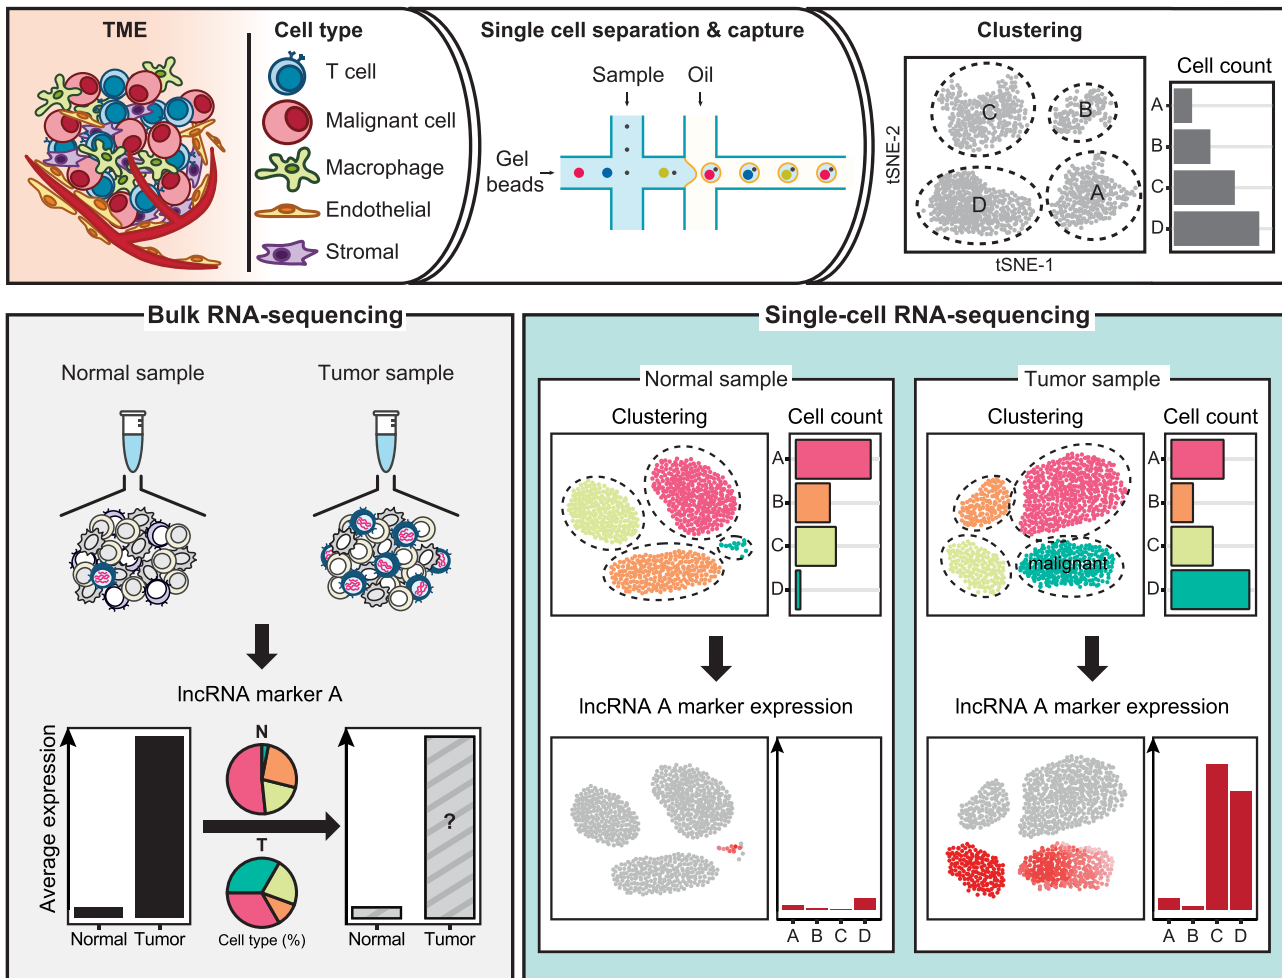 TME
Cell type
T cell
Malignant cell
Macrophage
Endothelial
Stromal
Single cell separation & capture
Sample
Oil
Gel
beads
Clustering
tSNE-2
C
B
D
A
tSNE-1
Cell count
A
B
C
D
Bulk RNA-sequencing
Normal sample
Tumor sample
lncRNA marker A
Average expression
Normal
Tumor
N
T
Cell type (%)
?
Normal
Tumor
Single-cell RNA-sequencing
Normal sample
Clustering
Cell count
A
B
C
D
lncRNA A marker expression
A B C D
Tumor sample
Clustering
Cell count
malignant
A
B
C
D
lncRNA A marker expression
A B C D